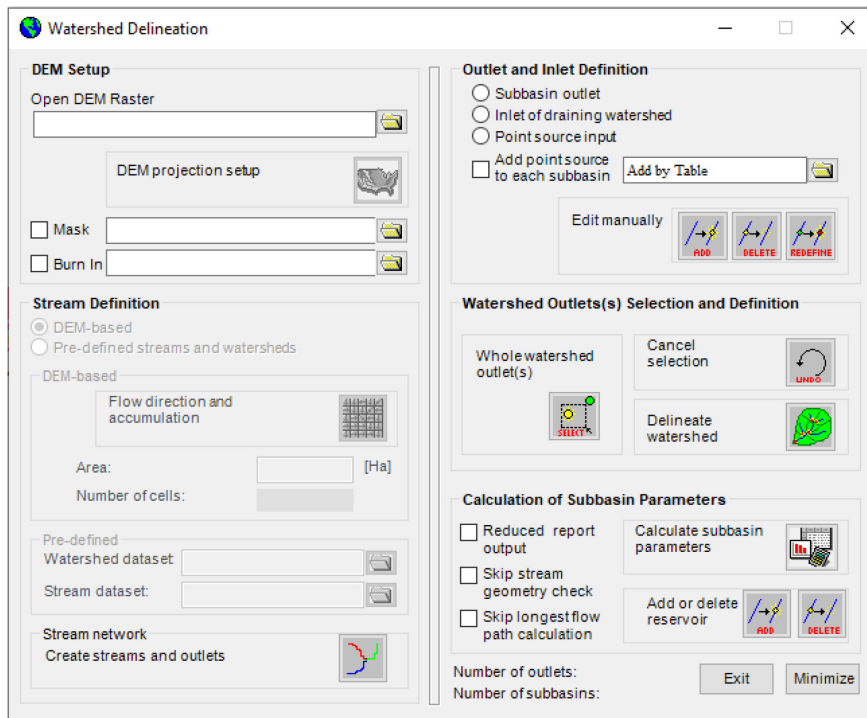 Watershed Delineation
DEM Setup
Open DEM Raster
DEM projection setup
Mask
Burn In
Stream Definition
DEM-based
Pre-defined streams and watersheds
DEM-based
Flow direction and
accumulation
Area:
[Ha]
Number of cells:
Pre-defined
Watershed dataset
Stream dataset:
Stream network
Create streams and outlets
Outlet and Inlet Definition
Subbasin outlet
Inlet of draining watershed
Point source input
Add point source
to each subbasin
Add by Table
Edit manually
ADD
DELETE
REDEFINE
Watershed Outlets(s) Selection and Definition
Whole watershed
outlet(s)
SELECT
Cancel
selection
UNDO
Delineate
watershed
Calculation of Subbasin Parameters
Reduced report
output
Skip stream
geometry check
Skip longest flow
path calculation
Calculate subbasin
parameters
Add or delete
reservoir
ADD
DELETE
Number of outlets:
Number of subbasins:
Exit
Minimize